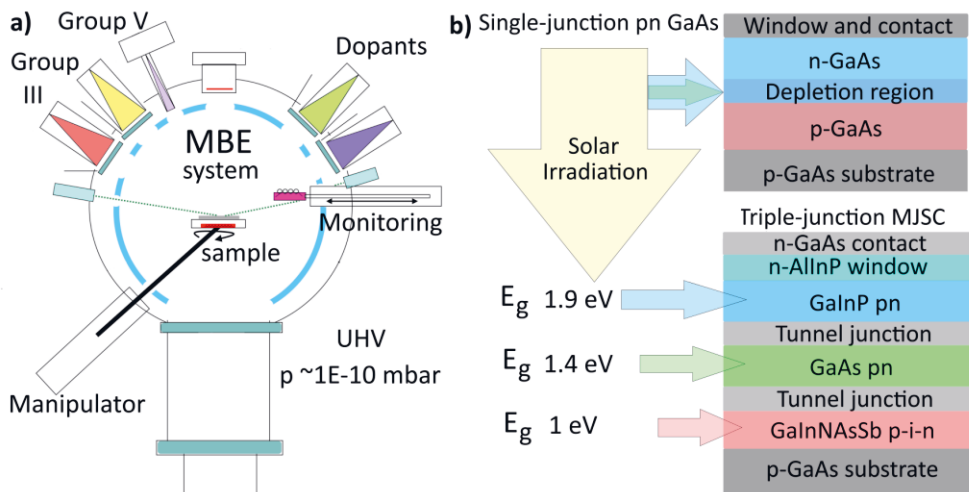 a)
Group V
Group
III
Dopants
MBE
system
Monitoring
sample
UHV
p ~1E-10 mbar
Manipulator
b)
Single-junction pn GaAs
Window and contact
n-GaAs
Depletion region
p-GaAs
p-GaAs substrate
Solar
Irradiation
Triple-junction MJSC
n-GaAs contact
n-AlInP window
Eg 1.9 eV
GaInP pn
Tunnel junction
Eg 1.4 eV
GaAs pn
Tunnel junction
Eg 1 eV
GaInNAsSb p-i-n
p-GaAs substrate